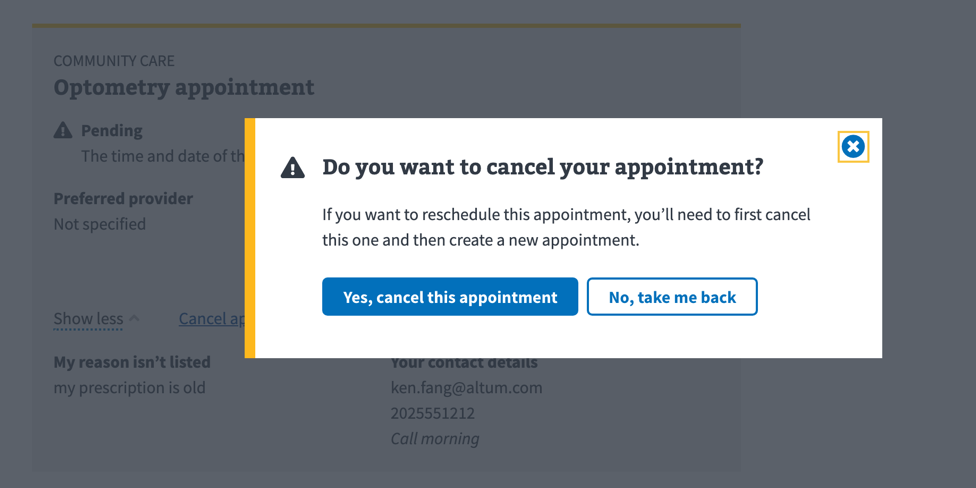 COMMUNITY CARE
Optometry appointment
Pending
The time and date of th
Preferred provider
Not specified
Do you want to cancel your appointment?
If you want to reschedule this appointment, you’ll need to first cancel
this one and then create a new appointment.
Yes, cancel this appointment
No, take me back
Show less
Cancel ap
My reason isn’t listed
my prescription is old
Your contact details
ken.fang@altum.com
2025551212
Call morning